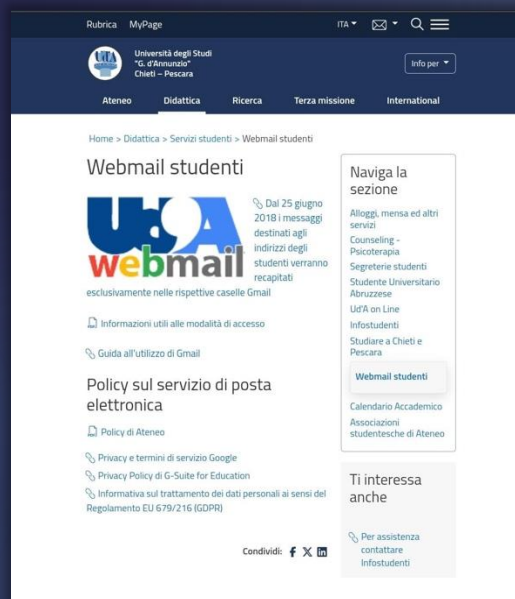 Rubrica MyPage ITA
Università degli Studi
"G. d'Annunzio"
Chieti – Pescara
Info per
Ateneo Didattica Ricerca Terza missione International
Home > Didattica > Servizi studenti > Webmail studenti
Webmail studenti
Ud'A
webmail
Dal 25 giugno
2018 i messaggi
destinati agli
indirizzi degli
studenti verranno
recapitati
esclusivamente nelle rispettive caselle Gmail
Informazioni utili alle modalità di accesso
Guida all'utilizzo di Gmail
Policy sul servizio di posta
elettronica
Policy di Ateneo
Privacy e termini di servizio Google
Privacy Policy di G-Suite for Education
Informativa sul trattamento dei dati personali ai sensi del
Regolamento EU 679/216 (GDPR)
Condividi:
Naviga la
sezione
Alloggi, mensa ed altri
servizi
Counseling -
Psicoterapia
Segreterie studenti
Studente Universitario
Abruzzese
Ud'A on Line
Infostudenti
Studiare a Chieti e
Pescara
Webmail studenti
Calendario Accademico
Associazioni
studentesche di Ateneo
Ti interessa
anche
Per assistenza
contattare
Infostudenti